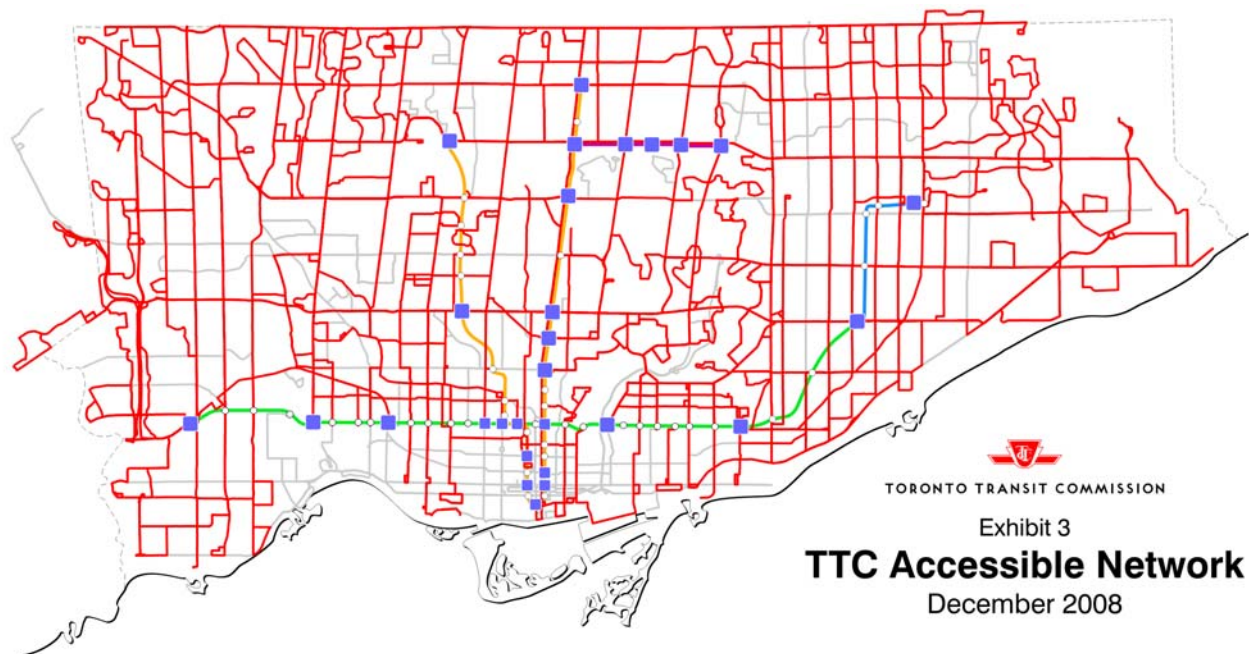 TORONTO TRANSIT COMMISSION
Exhibit 3
TTC Accessible Network
December 2008